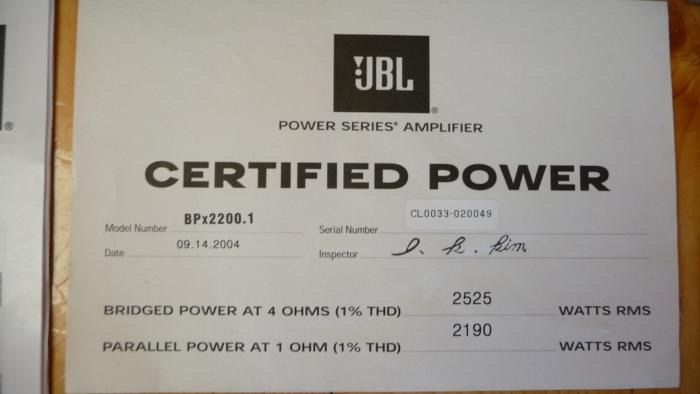 JBL®
POWER SERIES® AMPLIFIER
CERTIFIED POWER
Model Number BPx2200.1
Serial Number CL0033-020049
Date 09.14.2004
Inspector I. K. Kim
BRIDGED POWER AT 4 OHMS (1% THD) 2525 WATTS RMS
PARALLEL POWER AT 1 OHM (1% THD) 2190 WATTS RMS
®